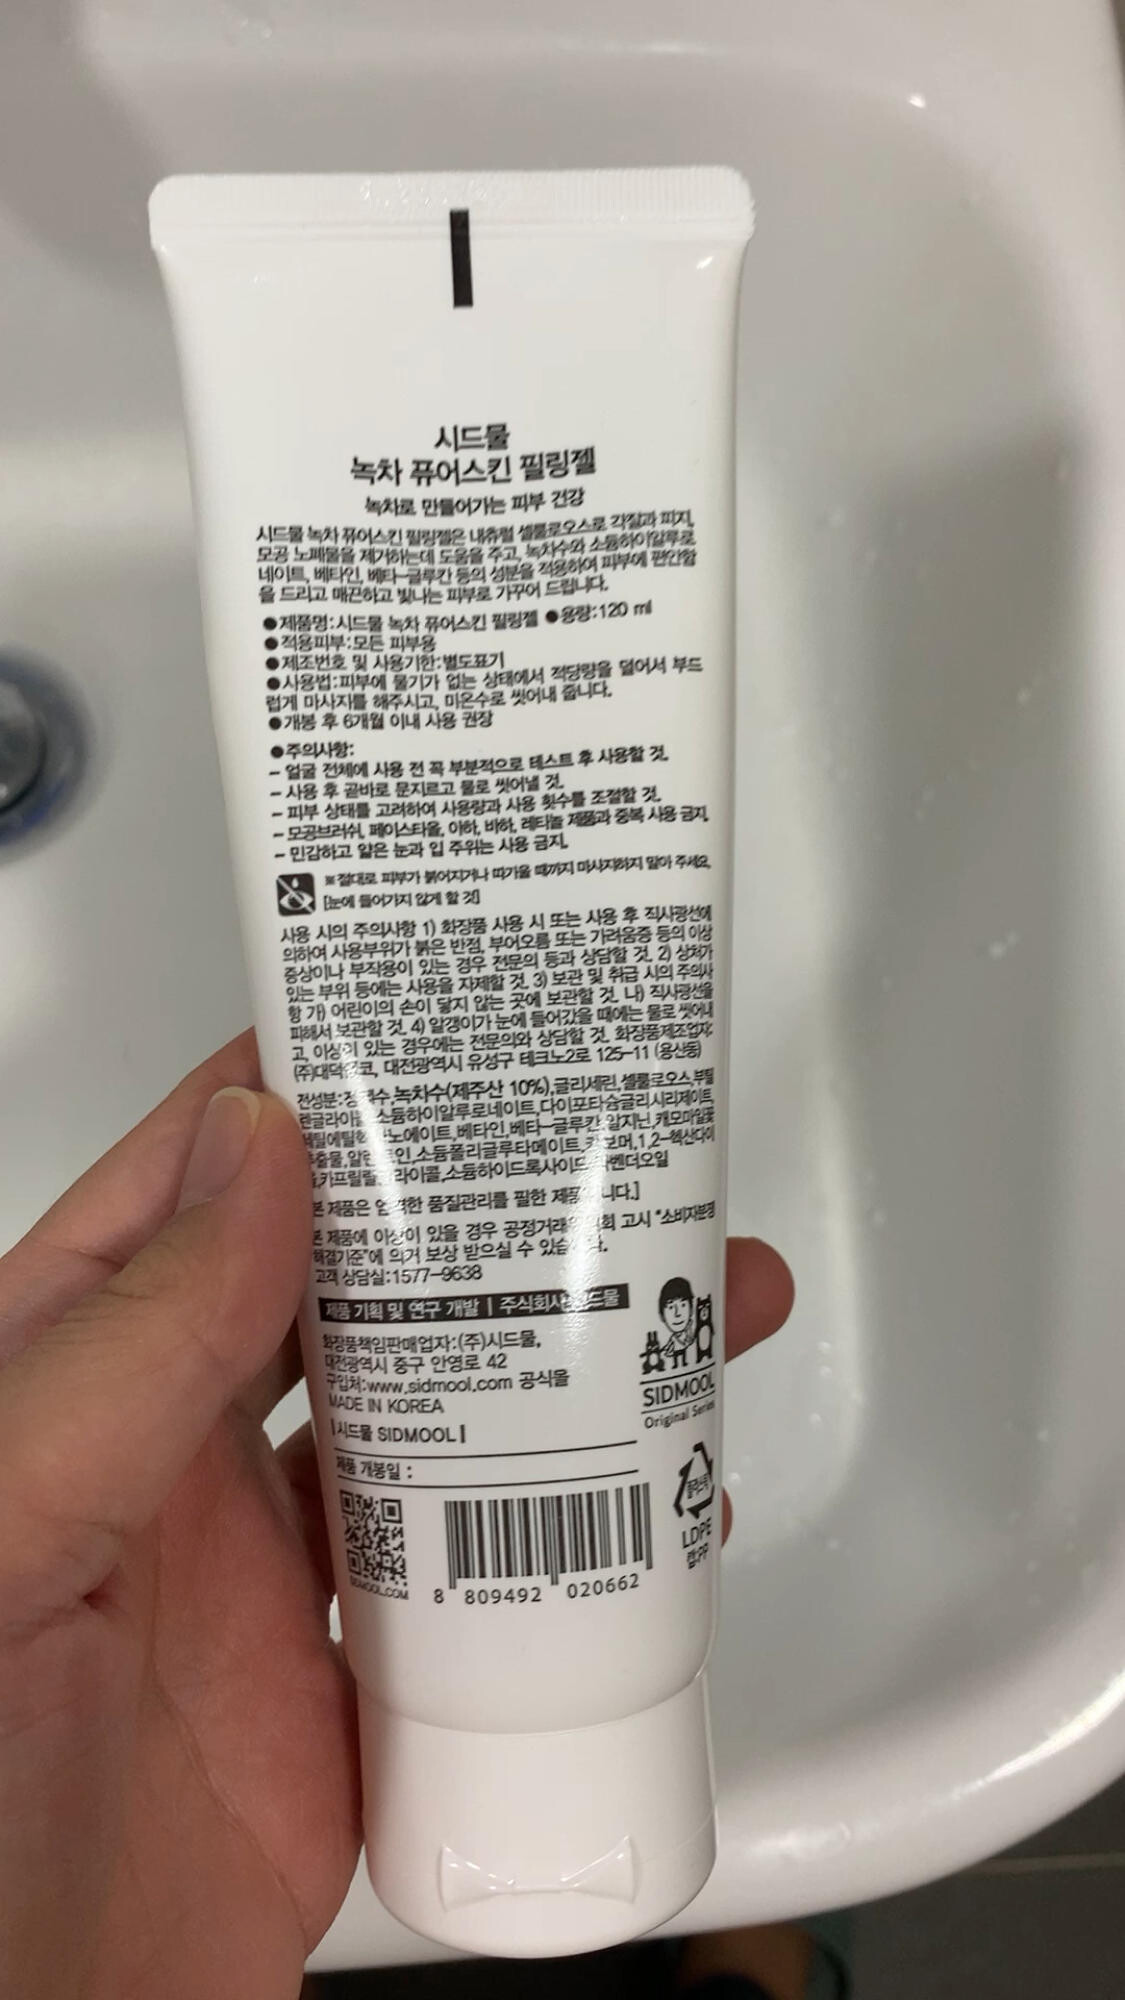 시드물
녹차 퓨어스킨 필링젤
녹차로 만들어가는 피부 건강
시드물 녹차 퓨어스킨 필링젤은 내츄럴 셀룰로오스로 각질과 피지,
모공 노폐물을 제거하는데 도움을 주고, 녹차수와 소듐하이알루로
네이트, 베타인, 베타-글루칸 등의 성분을 적용하여 피부에 편안함
을 드리고 매끈하고 빛나는 피부로 가꾸어 드립니다.
●제품명:시드물 녹차 퓨어스킨 필링젤 ●용량:120 ml
●적용피부:모든 피부용
●제조번호 및 사용기한:별도표기
●사용법:피부에 물기가 없는 상태에서 적당량을 덜어서 부드
럽게 마사지를 해주시고, 미온수로 씻어내 줍니다.
●개봉 후 6개월 이내 사용 권장
●주의사항:
- 얼굴 전체에 사용 전 꼭 부분적으로 테스트 후 사용할 것.
- 사용 후 곧바로 문지르고 물로 씻어낼 것.
- 피부 상태를 고려하여 사용량과 사용 횟수를 조절할 것.
- 모공브러쉬, 페이스타올, 아하, 바하, 레티놀 제품과 중복 사용 금지.
- 민감하고 얇은 눈과 입 주위는 사용 금지.
※절대로 피부가 붉어지거나 따가울 때까지 마사지하지 말아 주세요.
[눈에 들어가지 않게 할 것]
사용 시의 주의사항 1) 화장품 사용 시 또는 사용 후 직사광선에
의하여 사용부위가 붉은 반점, 부어오름 또는 가려움증 등의 이상
증상이나 부작용이 있는 경우 전문의 등과 상담할 것. 2) 상처가
있는 부위 등에는 사용을 자제할 것. 3) 보관 및 취급 시의 주의사
항 가) 어린이의 손이 닿지 않는 곳에 보관할 것. 나) 직사광선을
피해서 보관할 것. 4) 알갱이가 눈에 들어갔을 때에는 물로 씻어내
고, 이상이 있는 경우에는 전문의와 상담할 것. 화장품제조업자:
(주)대덕랩코, 대전광역시 유성구 테크노2로 125-11 (용산동)
전성분:정제수,녹차수(제주산 10%),글리세린,셀룰로오스,부틸
렌글라이콜,소듐하이알루로네이트,다이포타슘글리시리제이트,
세틸에틸헥사노에이트,베타인,베타-글루칸,알지닌,캐모마일꽃
추출물,알란토인,소듐폴리글루타메이트,카보머,1,2-헥산다이
올,카프릴릴글라이콜,소듐하이드록사이드,라벤더오일
본 제품은 엄격한 품질관리를 필한 제품입니다.]
본 제품에 이상이 있을 경우 공정거래위원회 고시 "소비자분쟁
해결기준"에 의거 보상 받으실 수 있습니다.
고객 상담실:1577-9638
제품 기획 및 연구 개발 | 주식회사 시드물
화장품책임판매업자:(주)시드물,
대전광역시 중구 안영로 42
구입처:www.sidmool.com 공식몰
MADE IN KOREA
|시드물 SIDMOOL|
SIDMOOL
Original Series
제품 개봉일 :
플라스틱
LDPE
캡:PP
SIDMOOL.COM
8 809492 020662